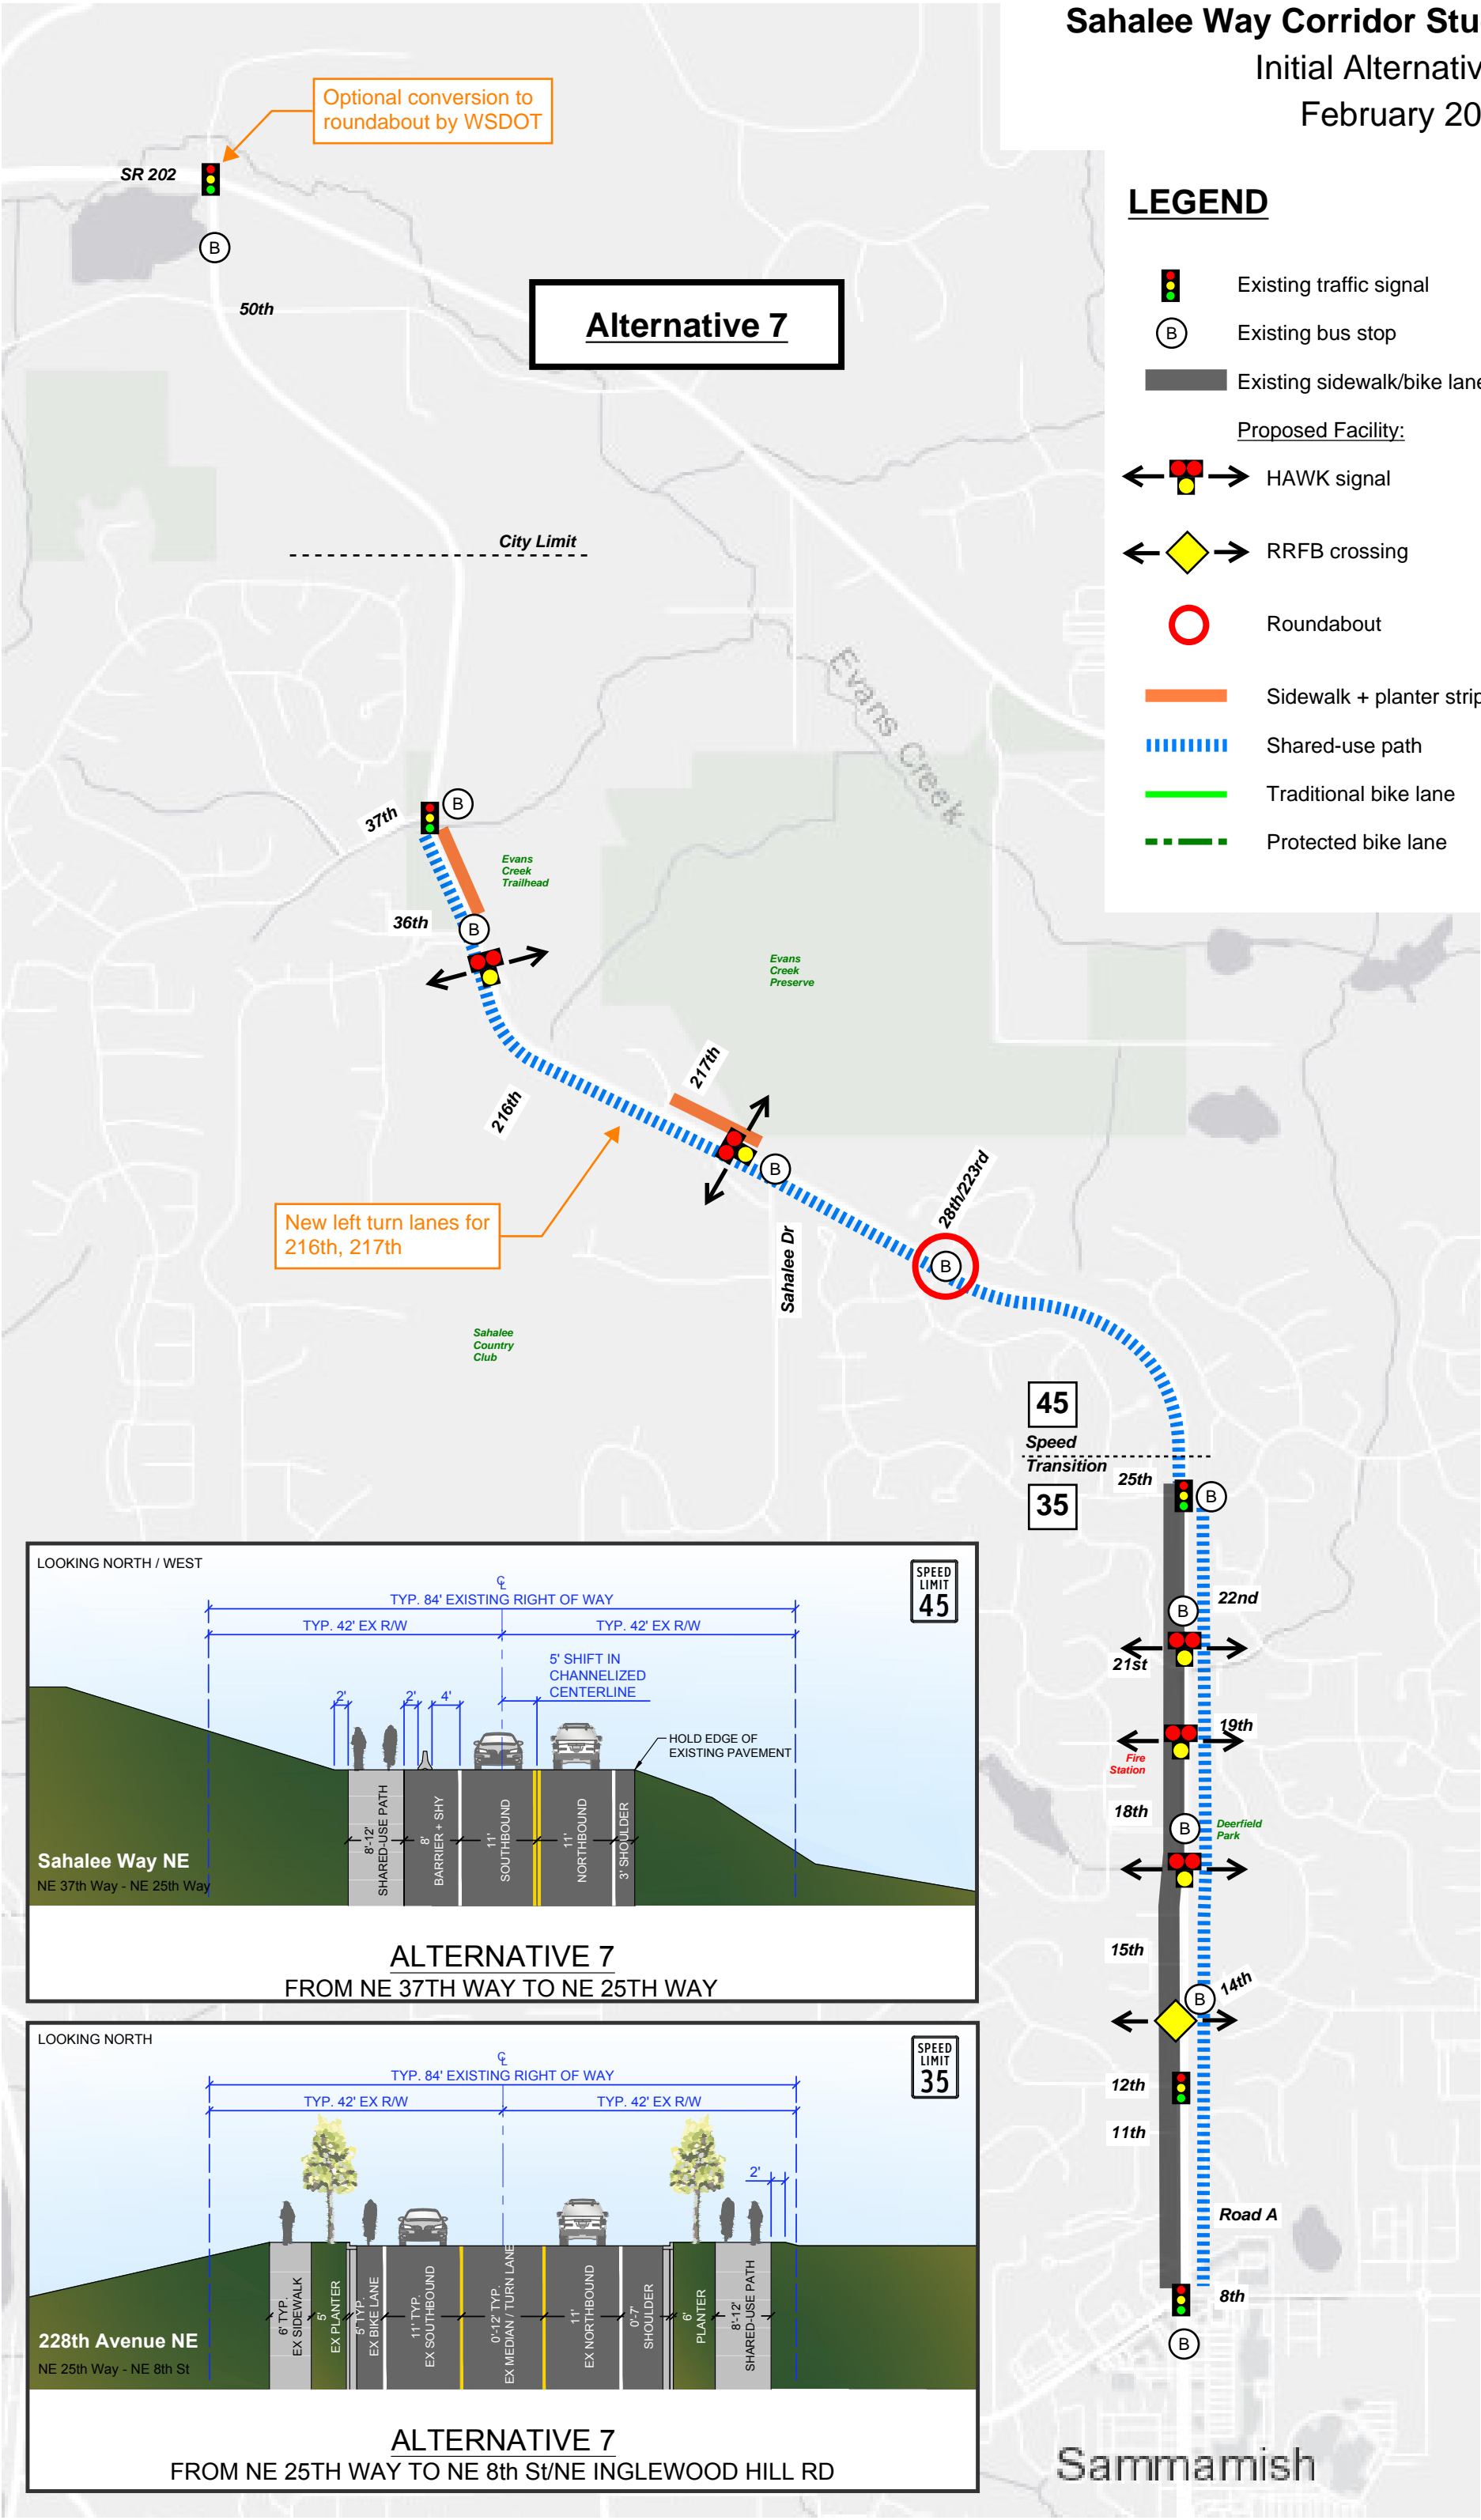 Sahalee Way Corridor Stu
Initial Alternativ
February 20
Optional conversion to
roundabout by WSDOT
SR 202
B
50th
Alternative 7
LEGEND
Existing traffic signal
B
Existing bus stop
Existing sidewalk/bike lane
Proposed Facility:
HAWK signal
RRFB crossing
Roundabout
Sidewalk + planter strip
Shared-use path
Traditional bike lane
Protected bike lane
City Limit
Evans Creek
37th
B
Evans
Creek
Trailhead
36th
B
Evans
Creek
Preserve
216th
217th
B
New left turn lanes for
216th, 217th
Sahalee Dr
28th/223rd
B
Sahalee
Country
Club
45
Speed
Transition
35
25th
B
22nd
B
21st
19th
Fire
Station
18th
B
Deerfield
Park
15th
14th
B
12th
11th
Road A
8th
B
Sammamish
LOOKING NORTH / WEST
SPEED
LIMIT
45
℄
TYP. 84' EXISTING RIGHT OF WAY
TYP. 42' EX R/W
TYP. 42' EX R/W
5' SHIFT IN
CHANNELIZED
CENTERLINE
2'
2'
4'
HOLD EDGE OF
EXISTING PAVEMENT
8'-12'
SHARED-USE PATH
8'
BARRIER + SHY
11'
SOUTHBOUND
11'
NORTHBOUND
3' SHOULDER
Sahalee Way NE
NE 37th Way - NE 25th Way
ALTERNATIVE 7
FROM NE 37TH WAY TO NE 25TH WAY
LOOKING NORTH
SPEED
LIMIT
35
℄
TYP. 84' EXISTING RIGHT OF WAY
TYP. 42' EX R/W
TYP. 42' EX R/W
2'
6' TYP.
EX SIDEWALK
5'
EX PLANTER
5' TYP.
EX BIKE LANE
11' TYP.
EX SOUTHBOUND
0'-12' TYP.
EX MEDIAN / TURN LANE
11'
EX NORTHBOUND
0'-7'
SHOULDER
6'
PLANTER
8'-12'
SHARED-USE PATH
228th Avenue NE
NE 25th Way - NE 8th St
ALTERNATIVE 7
FROM NE 25TH WAY TO NE 8th St/NE INGLEWOOD HILL RD